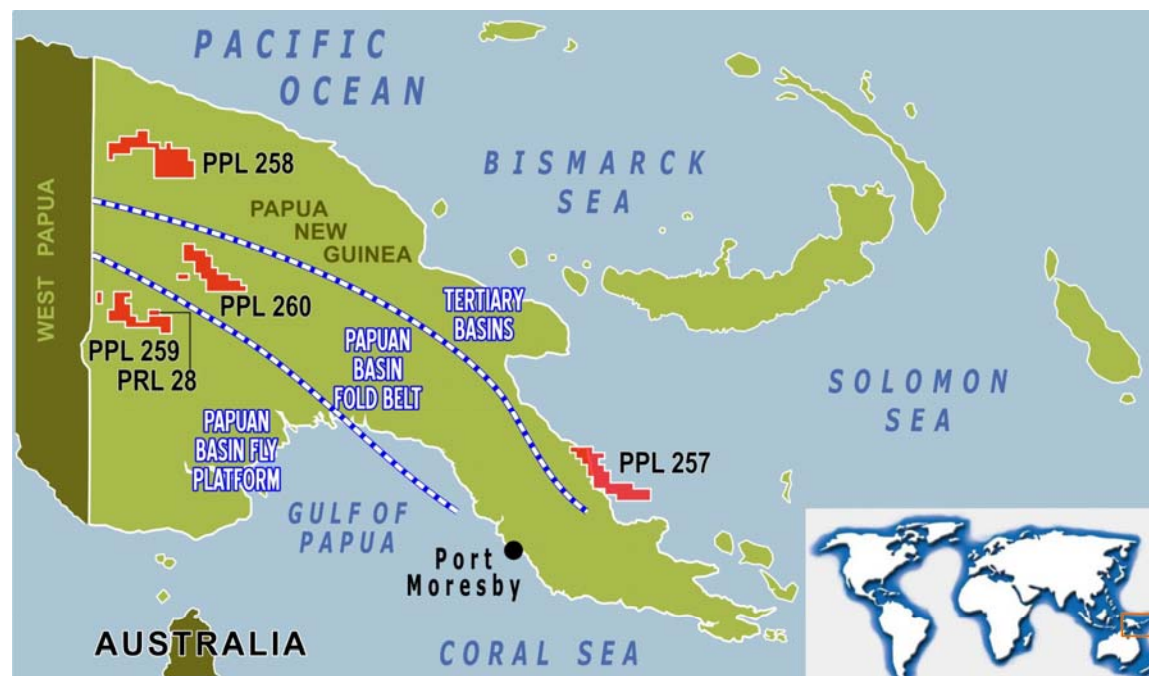 PACIFIC
OCEAN
PPL 258
BISMARCK
SEA
WEST PAPUA
PAPUA
NEW
GUINEA
PPL 260
TERTIARY
BASINS
PPL 259
PRL 28
PAPUAN
BASIN
FOLD BELT
SOLOMON
SEA
PAPUAN
BASIN FLY
PLATFORM
PPL 257
GULF OF
PAPUA
Port
Moresby
AUSTRALIA
CORAL SEA